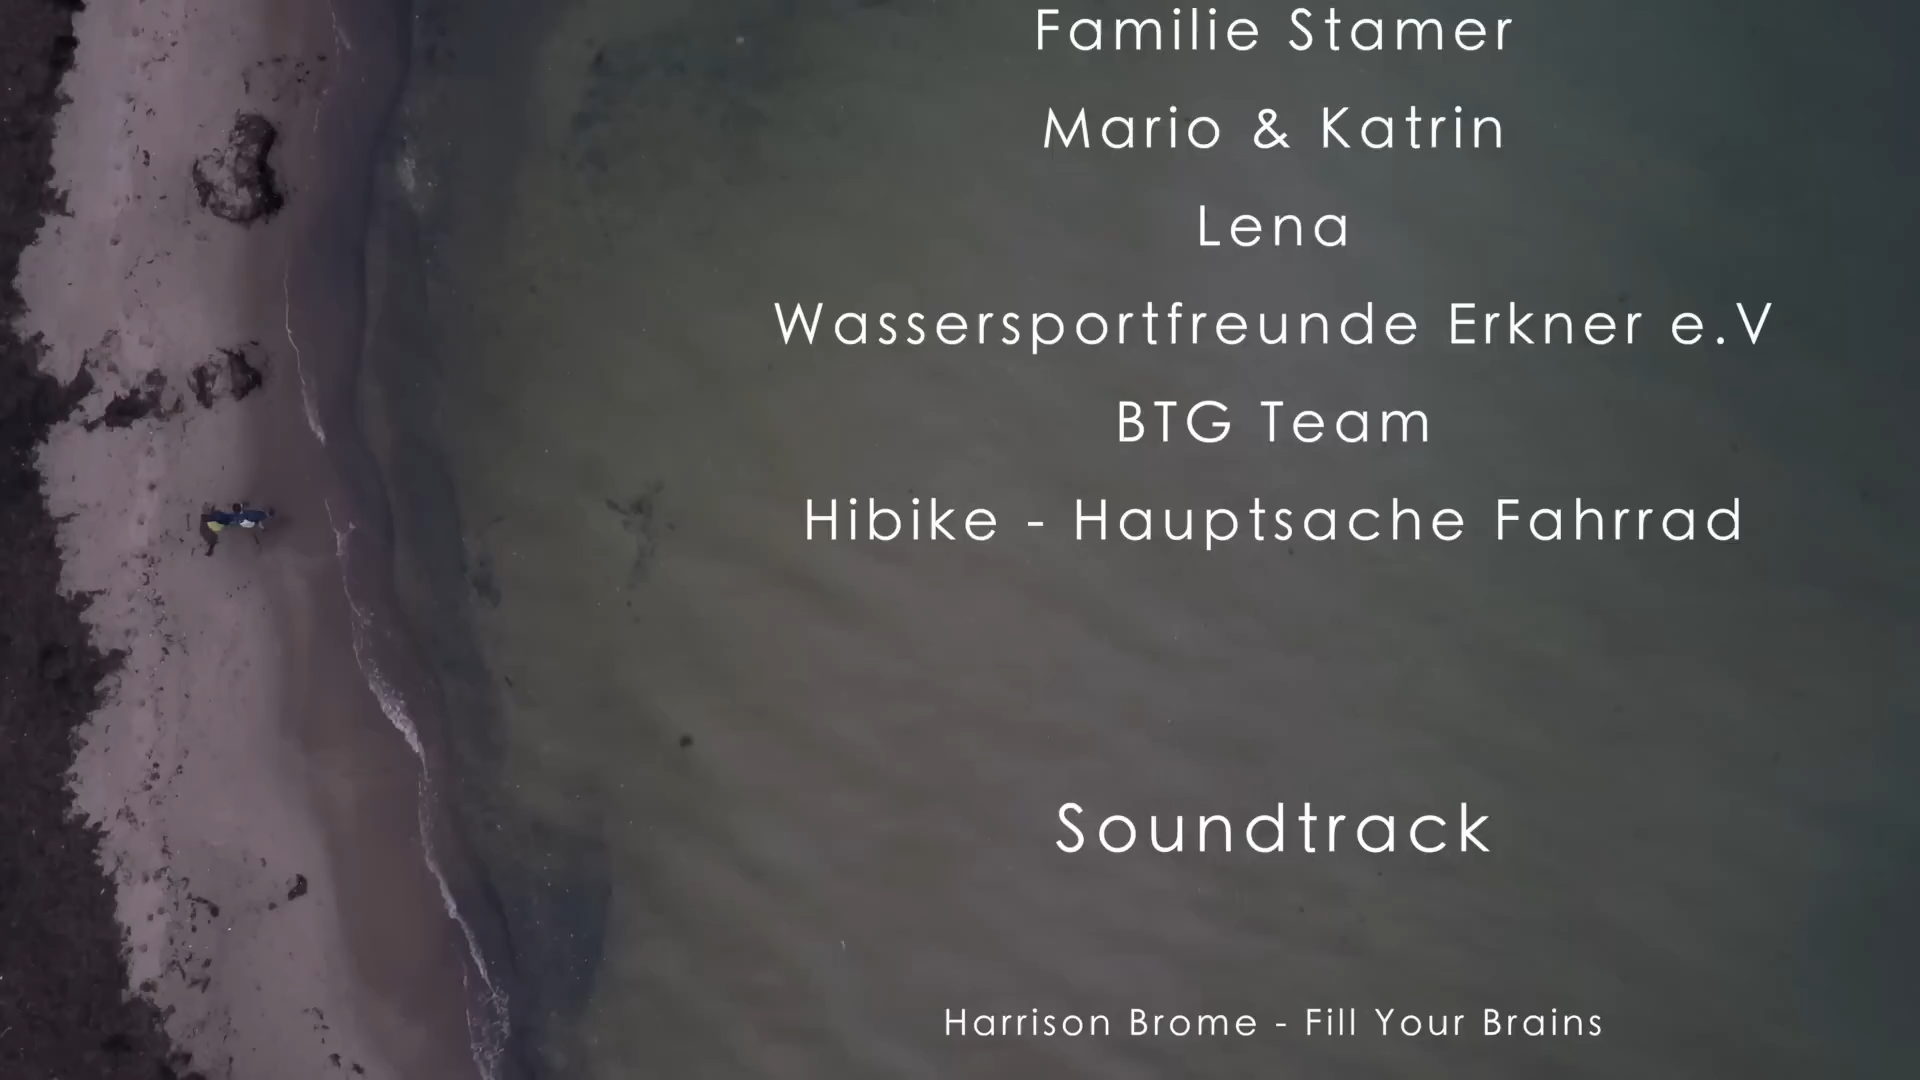 Familie Stamer
Mario & Katrin
Lena
Wassersportfreunde Erkner e.V
BTG Team
Hibike - Hauptsache Fahrrad
Soundtrack
Harrison Brome - Fill Your Brains